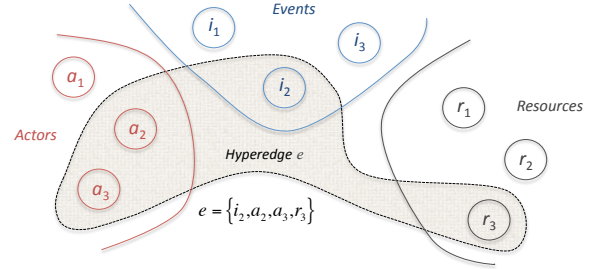 Events
i1
i3
i2
a1
a2
a3
Actors
r1
r2
r3
Resources
Hyperedge e
e = {i2,a2,a3,r3}